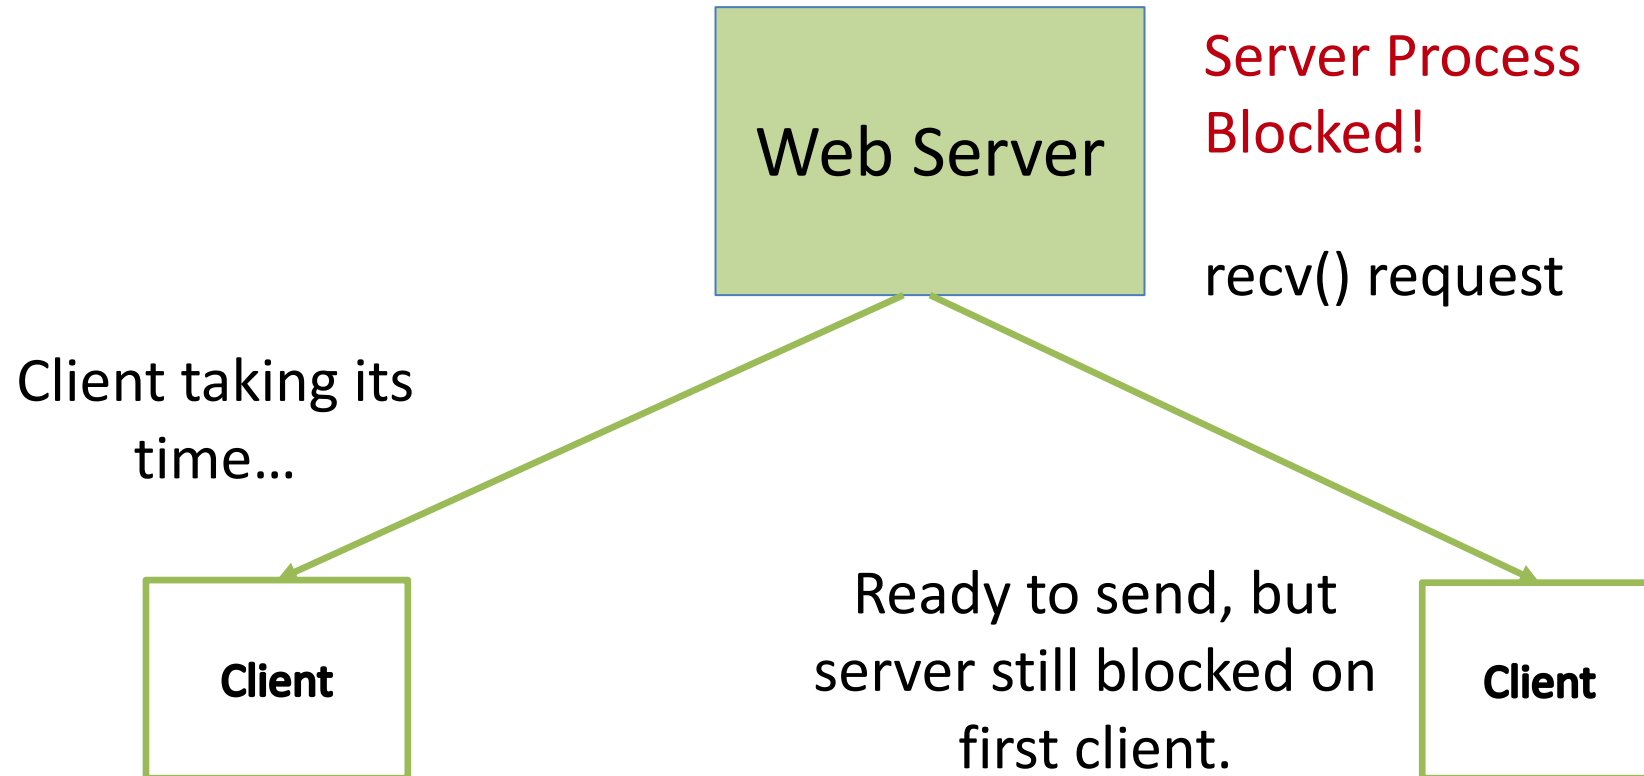 Web Server
Server Process
Blocked!
recv() request
Client taking its
time…
Client
Ready to send, but
server still blocked on
first client.
Client